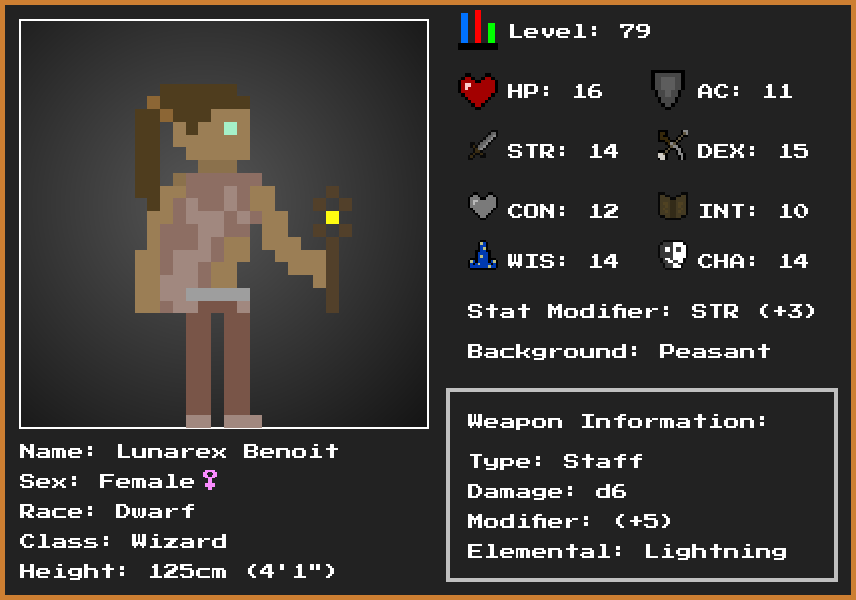 Level: 79
HP: 16 AC: 11
STR: 14 DEX: 15
CON: 12 INT: 10
WIS: 14 CHA: 14
Stat Modifier: STR (+3)
Background: Peasant
Weapon Information:
Type: Staff
Damage: d6
Modifier: (+5)
Elemental: Lightning
Name: Lunarex Benoit
Sex: Female♀
Race: Dwarf
Class: Wizard
Height: 125cm (4'1")